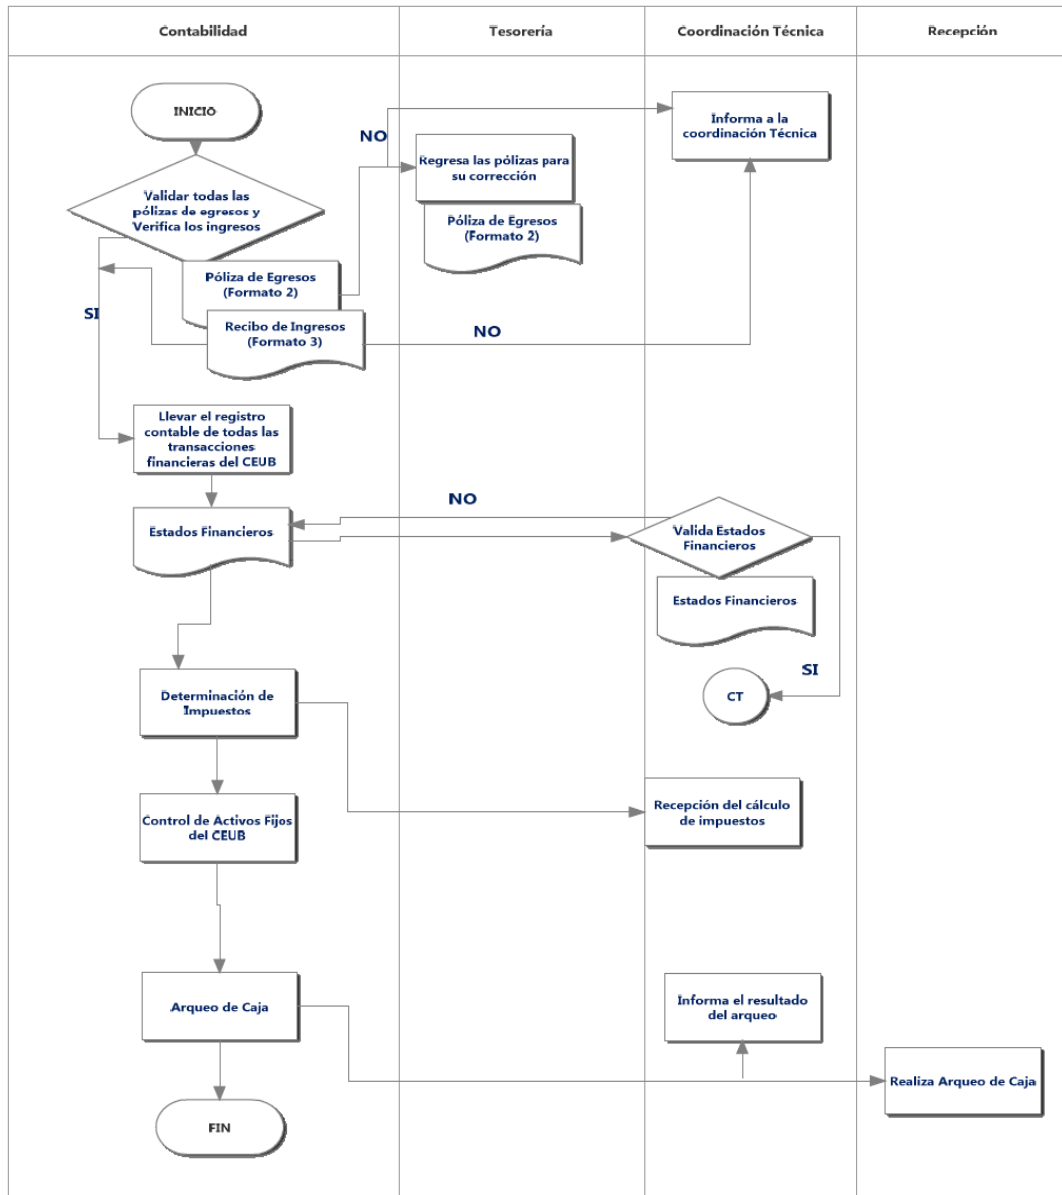 Contabilidad
Tesorería
Coordinación Técnica
Recepción
INICIO
NO
Informa a la
coordinación Técnica
Regresa las pólizas para
su corrección
Validar todas las
pólizas de egresos y
Verifica los ingresos
Póliza de Egresos
(Formato 2)
Póliza de Egresos
(Formato 2)
SI
Recibo de Ingresos
(Formato 3)
NO
Llevar el registro
contable de todas las
transacciones
financieras del CEUB
NO
Estados Financieros
Valida Estados
Financieros
Estados Financieros
SI
Determinación de
Impuestos
CT
Control de Activos Fijos
del CEUB
Recepción del cálculo
de impuestos
Arqueo de Caja
Informa el resultado
del arqueo
Realiza Arqueo de Caja
FIN